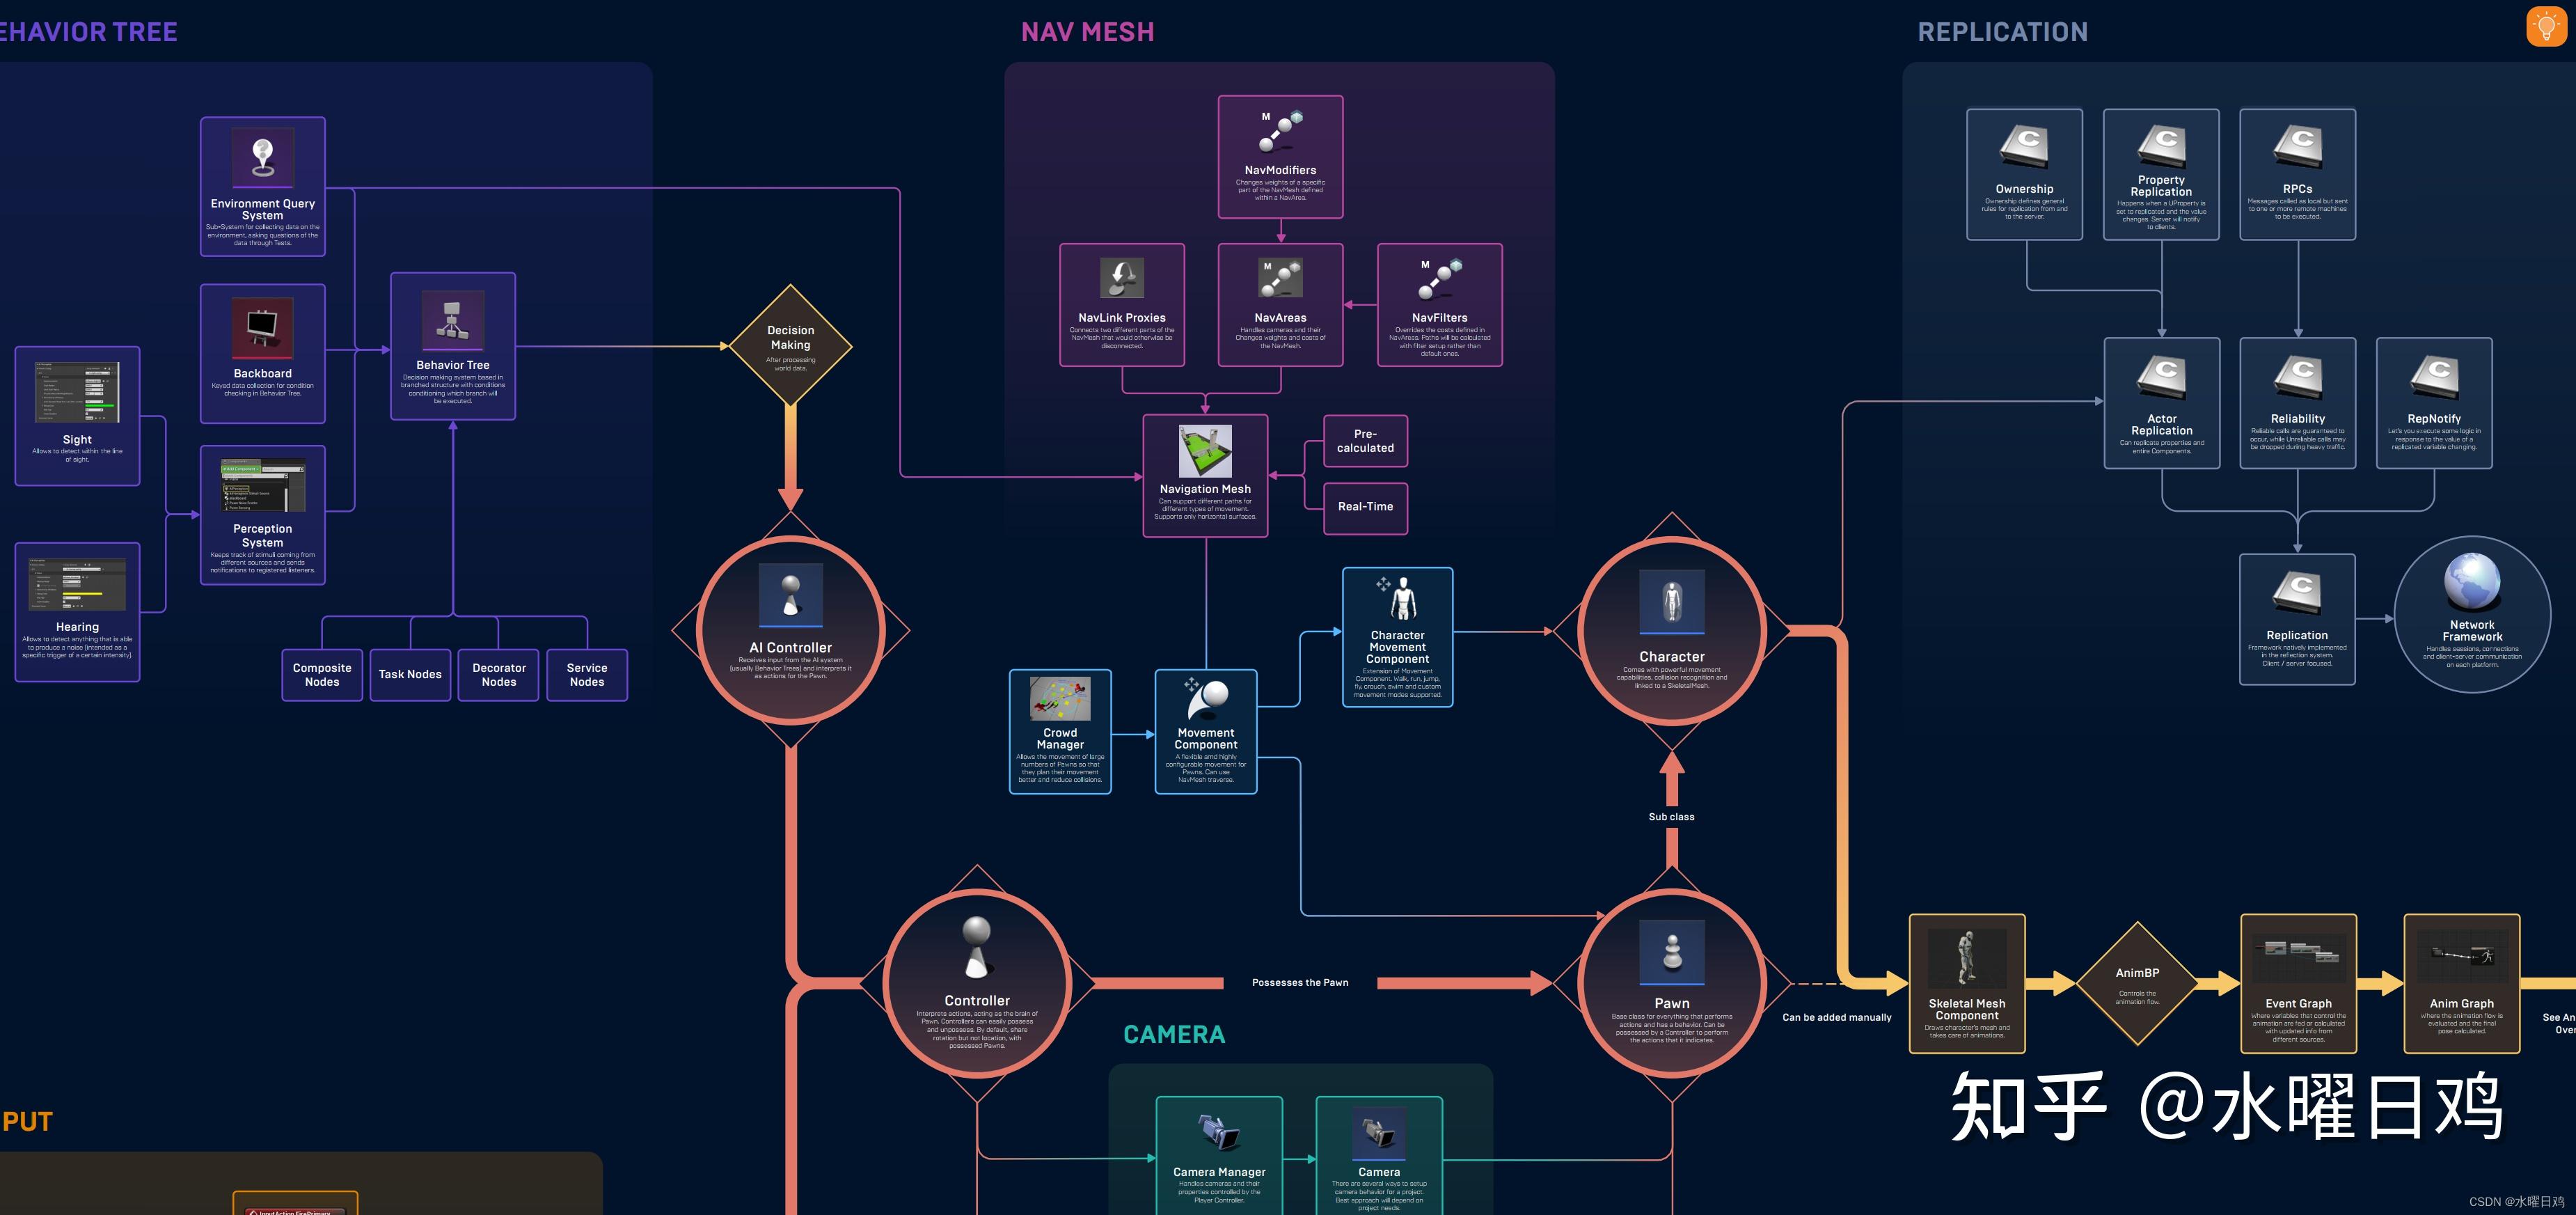 EHAVIOR TREE
Environment Query
System
Sub-System for collecting data on the
environment, asking questions of the
data through Tests.
Backboard
Kayed data collection for condition
checking in Behavior Tree.
Behavior Tree
Decision making system based in
branched structure with conditions
conditioning which branch will
be executed.
Sight
Allows to detect within the line
of sight.
Perception
System
Keeps track of stimuli coming from
different sources and sends
notifications to registered listeners.
Hearing
Allows to detect anything that is able
to produce a noise (intended as a
specific trigger of a certain intensity).
Composite
Nodes
Task Nodes
Decorator
Nodes
Service
Nodes
Decision
Making
After processing
world data.
AI Controller
Receives input from the AI system
(usually Behavior Trees) and interprets it
as actions for the Pawn.
NAV MESH
M
NavModifiers
Changes weights of a specific
part of the NavMesh defined
within a NavArea.
NavLink Proxies
Connects two different parts of the
NavMesh that would otherwise be
disconnected.
M
NavAreas
Handles cameras and their
Changes weights and costs of
the NavMesh.
M
NavFilters
Overrides the costs defined in
NavAreas. Paths will be calculated
with filter setup rather than
default ones.
Navigation Mesh
Can support different paths for
different types of movement.
Supports only horizontal surfaces.
Pre-
calculated
Real-Time
Crowd
Manager
Allows the movement of large
numbers of Pawns so that
they plan their movement
better and reduce collisions.
Movement
Component
A flexible amd highly
configurable movement for
Pawns. Can use
NavMesh traverse.
Character
Movement
Component
Extension of Movement
Component. Walk, run, jump,
fly, crouch, swim and custom
movement modes supported.
Character
Comes with powerful movement
capabilities, collision recognition and
linked to a SkeletalMesh.
Sub class
Controller
Interprets actions, acting as the brain of
Pawn. Controllers can easily possess
and unpossess. By default, share
rotation but not location, with
possessed Pawns.
Possesses the Pawn
Pawn
Base class for everything that performs
actions and has a behavior. Can be
possessed by a Controller to perform
the actions that it indicates.
Can be added manually
REPLICATION
Ownership
Ownership defines general
rules for replication from and
to the server.
Property
Replication
Happens when a UProperty is
set to replicated and the value
changes. Server will notify
to clients.
RPCs
Messages called as local but sent
to one or more remote machines
to be executed.
Actor
Replication
Can replicate properties and
entire Components.
Reliability
Reliable calls are guaranteed to
occur, while Unreliable calls may
be dropped during heavy traffic.
RepNotify
Let's you execute some logic in
response to the value of a
replicated variable changing.
Replication
Framework natively implemented
in the reflection system.
Client / server focused.
Network
Framework
Handles sessions, connections
and client-server communication
on each platform.
Skeletal Mesh
Component
Draws character's mesh and
takes care of animations.
AnimBP
Controls the
animation flow.
Event Graph
Where variables that control the
animation are fed or calculated
with updated info from
different sources.
Anim Graph
Where the animation flow is
evaluated and the final
pose calculated.
See An
Over
CAMERA
Camera Manager
Handles cameras and their
properties controlled by the
Player Controller.
Camera
There are several ways to setup
camera behavior for a project.
Best approach will depend on
project needs.
PUT
InputAction FirePrimary
知乎 @水曜日鸡
CSDN @水曜日鸡